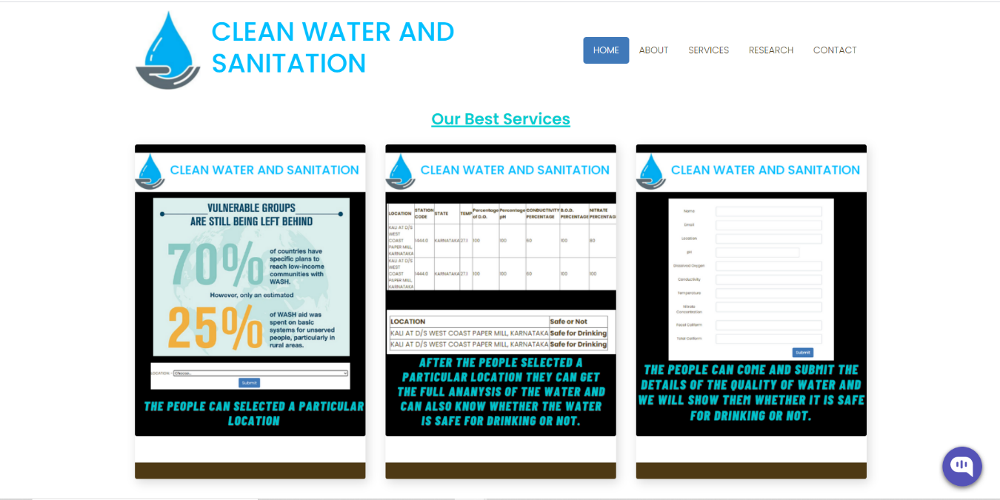 CLEAN WATER AND
SANITATION
HOME ABOUT SERVICES RESEARCH CONTACT
Our Best Services
CLEAN WATER AND SANITATION
VULNERABLE GROUPS
ARE STILL BEING LEFT BEHIND
70%
of countries have
specific plans to
reach low-income
communities with
WASH.
However, only an estimated
25%
of WASH aid was
spent on basic
systems for unserved
people, particularly in
rural areas.
LOCATION - Choose...
Submit
THE PEOPLE CAN SELECTED A PARTICULAR
LOCATION
CLEAN WATER AND SANITATION
LOCATION STATION CODE STATE TEMP Percentage of D.O. Percentage pH CONDUCTIVITY PERCENTAGE B.O.D. PERCENTAGE NITRATE PERCENTAG
KALI AT D/S WEST COAST PAPER MILL, KARNATAKA 1444.0 KARNATAKA 27.1 100 100 60 100 80
KALI AT D/S WEST COAST PAPER MILL, KARNATAKA 1444.0 KARNATAKA 27.1 100 100 60 100 100
LOCATION Safe or Not
KALI AT D/S WEST COAST PAPER MILL, KARNATAKA Safe for Drinking
KALI AT D/S WEST COAST PAPER MILL, KARNATAKA Safe for Drinking
AFTER THE PEOPLE SELECTED A
PARTICULAR LOCATION THEY CAN GET
THE FULL ANANYSIS OF THE WATER AND
CAN ALSO KNOW WHETHER THE WATER
IS SAFE FOR DRINKING OR NOT.
CLEAN WATER AND SANITATION
Name
Email
Location
pH
Dissolved Oxygen
Conductivity
Temperature
Nitrate
Concentration
Fecal Coliform
Total Coliform
Submit
THE PEOPLE CAN COME AND SUBMIT THE
DETAILS OF THE QUALITY OF WATER AND
WE WILL SHOW THEM WHETHER IT IS SAFE
FOR DRINKING OR NOT.